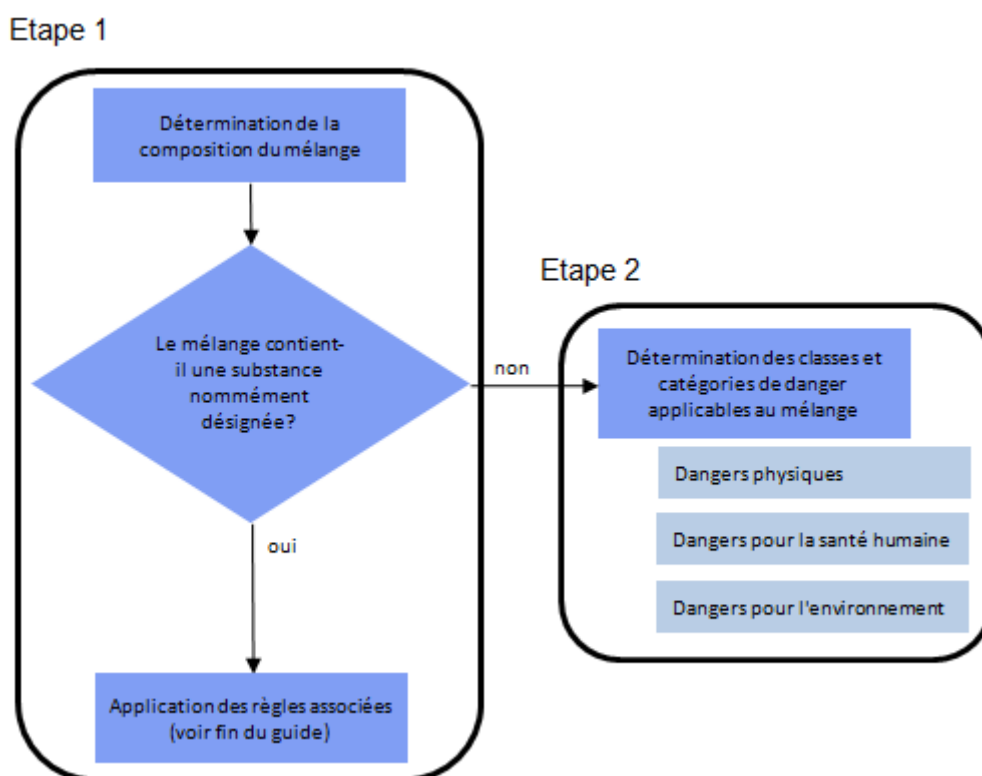 Etape 1
Détermination de la
composition du mélange
Le mélange contient-
il une substance
nommément
désignée?
oui
Application des règles associées
(voir fin du guide)
non
Etape 2
Détermination des classes et
catégories de danger
applicables au mélange
Dangers physiques
Dangers pour la santé humaine
Dangers pour l'environnement